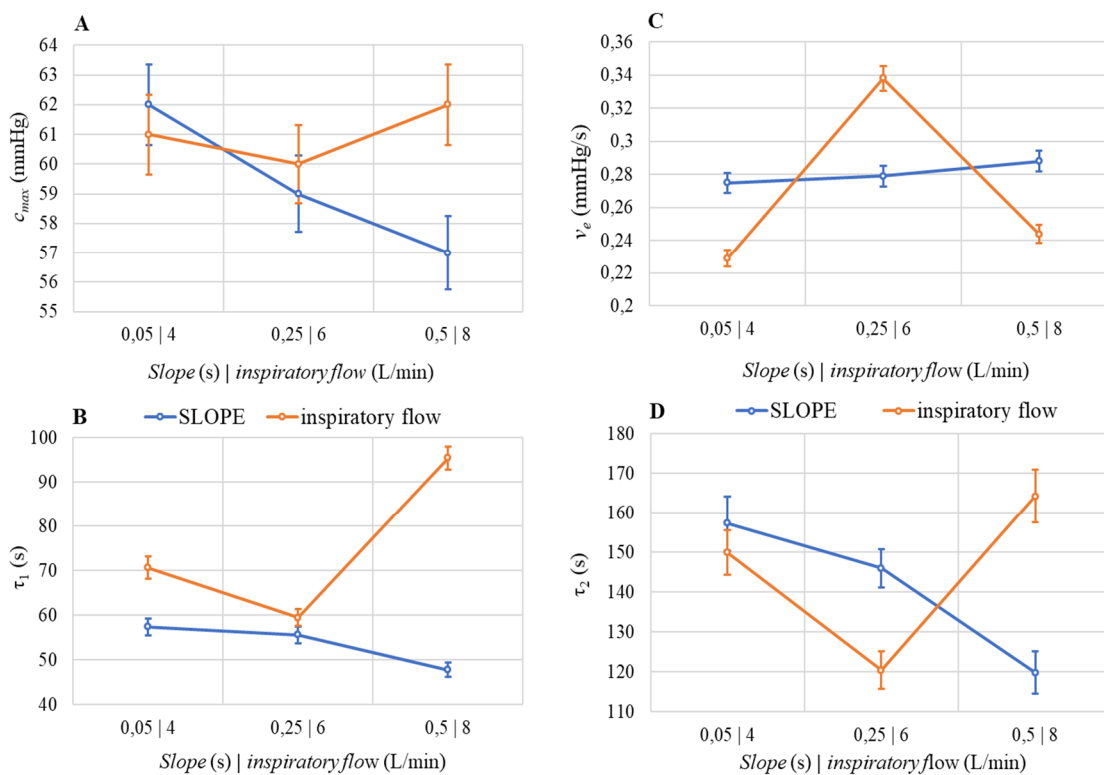 A
64
63
62
61
60
59
58
57
56
55
c_max (mmHg)
0,05 | 4
0,25 | 6
0,5 | 8
Slope (s) | inspiratory flow (L/min)
C
0,36
0,34
0,32
0,3
0,28
0,26
0,24
0,22
0,2
v_e (mmHg/s)
0,05 | 4
0,25 | 6
0,5 | 8
Slope (s) | inspiratory flow (L/min)
B
SLOPE
inspiratory flow
100
90
80
70
60
50
40
τ₁ (s)
0,05 | 4
0,25 | 6
0,5 | 8
Slope (s) | inspiratory flow (L/min)
D
SLOPE
inspiratory flow
180
170
160
150
140
130
120
110
τ₂ (s)
0,05 | 4
0,25 | 6
0,5 | 8
Slope (s) | inspiratory flow (L/min)